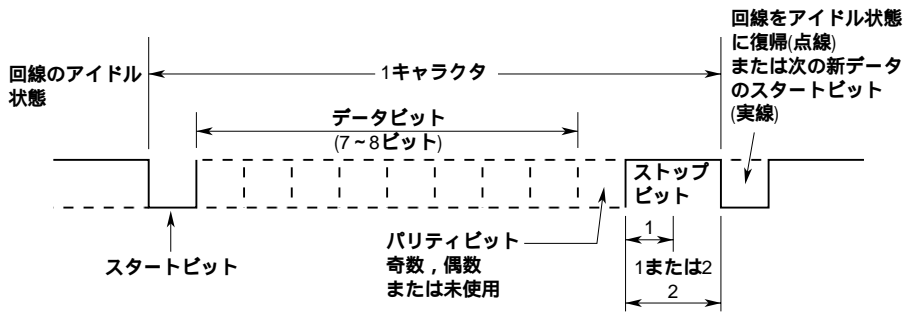 回線をアイドル状態
に復帰(点線)
または次の新データ
のスタートビット
(実線)
回線のアイドル
状態
1キャラクタ
データビット
(7~8ビット)
ストップ
ビット
スタートビット
パリティビット
奇数,偶数
または未使用
1
1または2
2